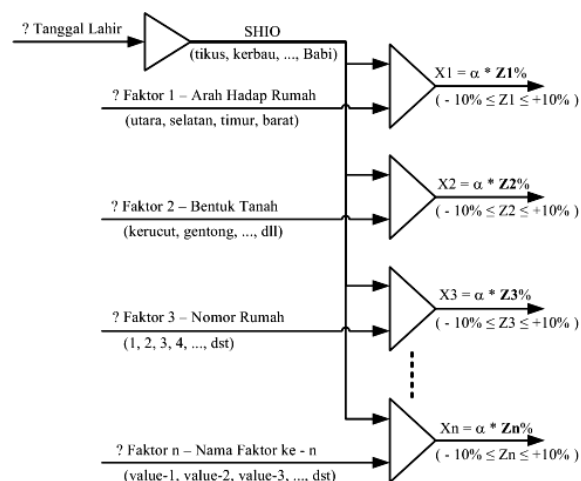 ? Tanggal Lahir
SHIO
(tikus, kerbau, ..., Babi)
X1 = α * Z1%
( - 10% ≤ Z1 ≤ +10% )
? Faktor 1 – Arah Hadap Rumah
(utara, selatan, timur, barat)
X2 = α * Z2%
( - 10% ≤ Z2 ≤ +10% )
? Faktor 2 – Bentuk Tanah
(kerucut, gentong, ..., dll)
X3 = α * Z3%
( - 10% ≤ Z3 ≤ +10% )
? Faktor 3 – Nomor Rumah
(1, 2, 3, 4, ..., dst)
Xn = α * Zn%
( - 10% ≤ Zn ≤ +10% )
? Faktor n – Nama Faktor ke - n
(value-1, value-2, value-3, ..., dst)